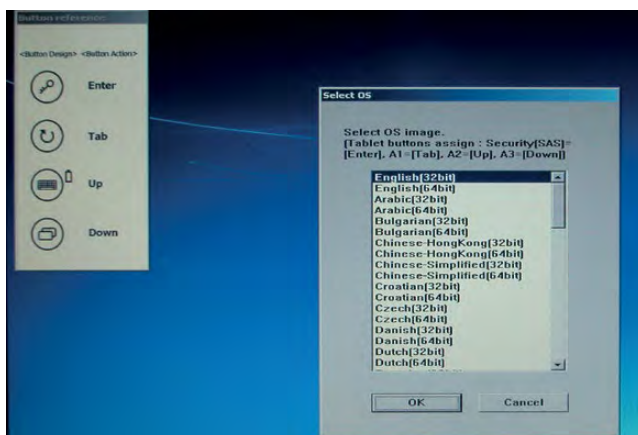 Button reference
<Button Design> <Button Action>
Enter
Tab
Up
Down
Select OS
Select OS image.
[Tablet buttons assign : Security(SAS)=
[Enter], A1=[Tab], A2=[Up], A3=[Down]]
English[32bit]
English[64bit]
Arabic[32bit]
Arabic[64bit]
Bulgarian[32bit]
Bulgarian[64bit]
Chinese-HongKong[32bit]
Chinese-HongKong[64bit]
Chinese-Simplified[32bit]
Chinese-Simplified[64bit]
Croatian[32bit]
Croatian[64bit]
Czech[32bit]
Czech[64bit]
Danish[32bit]
Danish[64bit]
Dutch[32bit]
Dutch[64bit]
OK
Cancel